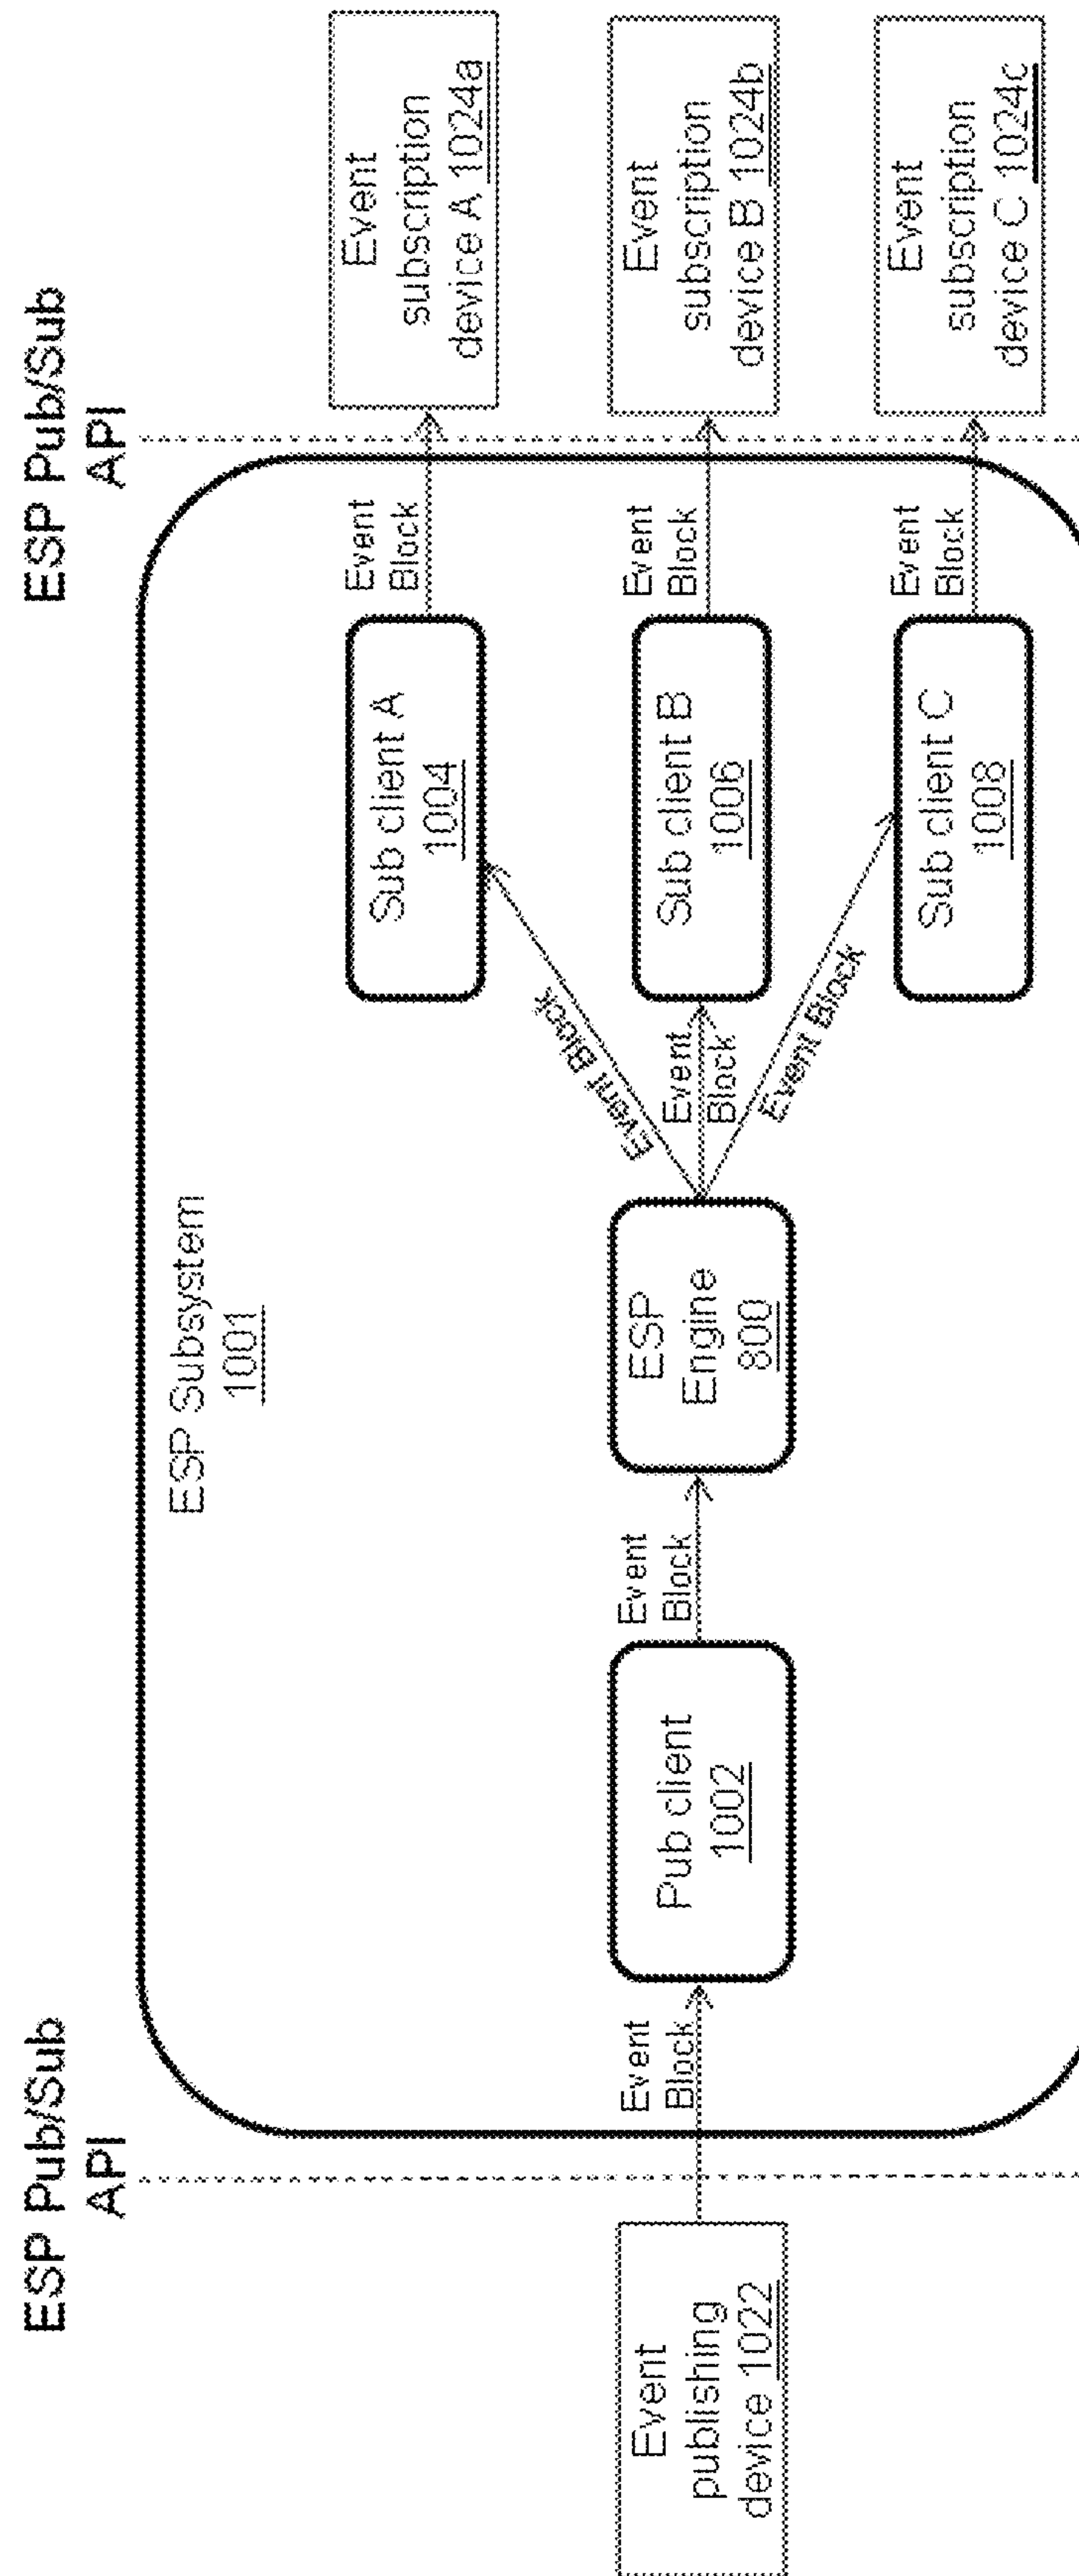 ESP Pub/Sub
API
ESP Pub/Sub
API
ESP Subsystem
1001
Event
publishing
device 1022
Event
Block
Pub client
1002
Event
Block
ESP
Engine
800
Event Block
Event
Block
Event Block
Sub client A
1004
Sub client B
1006
Sub client C
1008
Event
Block
Event
Block
Event
Block
Event
subscription
device A 1024a
Event
subscription
device B 1024b
Event
subscription
device C 1024c